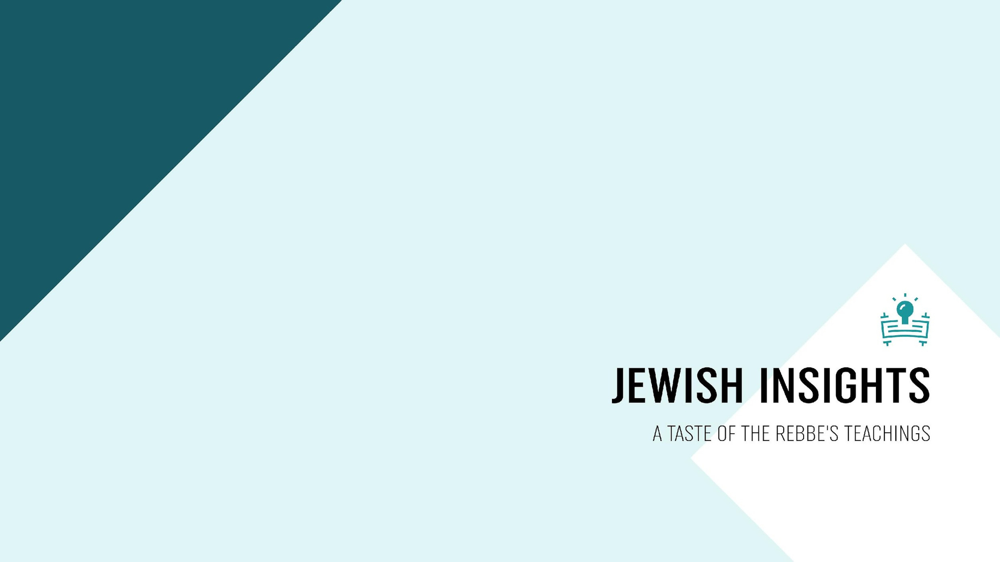 JEWISH INSIGHTS
A TASTE OF THE REBBE'S TEACHINGS